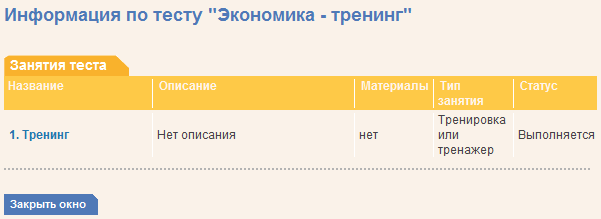 Информация по тесту "Экономика - тренинг"
Занятия теста
Название Описание Материалы Тип занятия Статус
1. Тренинг Нет описания нет Тренировка или тренажер Выполняется
Закрыть окно